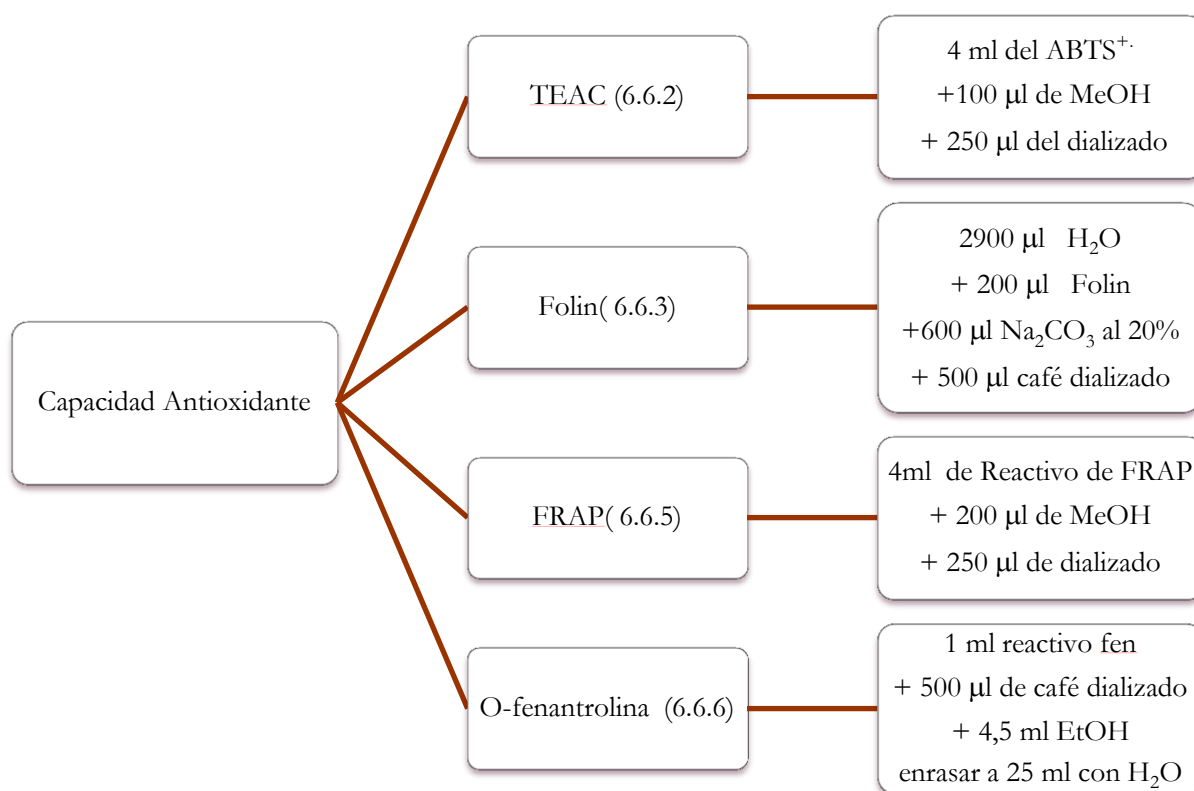 Capacidad Antioxidante
TEAC (6.6.2)
4 ml del ABTS⁺·
+100 μl de MeOH
+ 250 μl del dializado
Folin( 6.6.3)
2900 μl H₂O
+ 200 μl Folin
+600 μl Na₂CO₃ al 20%
+ 500 μl café dializado
FRAP( 6.6.5)
4ml de Reactivo de FRAP
+ 200 μl de MeOH
+ 250 μl de dializado
O-fenantrolina (6.6.6)
1 ml reactivo fen
+ 500 μl de café dializado
+ 4,5 ml EtOH
enrasar a 25 ml con H₂O